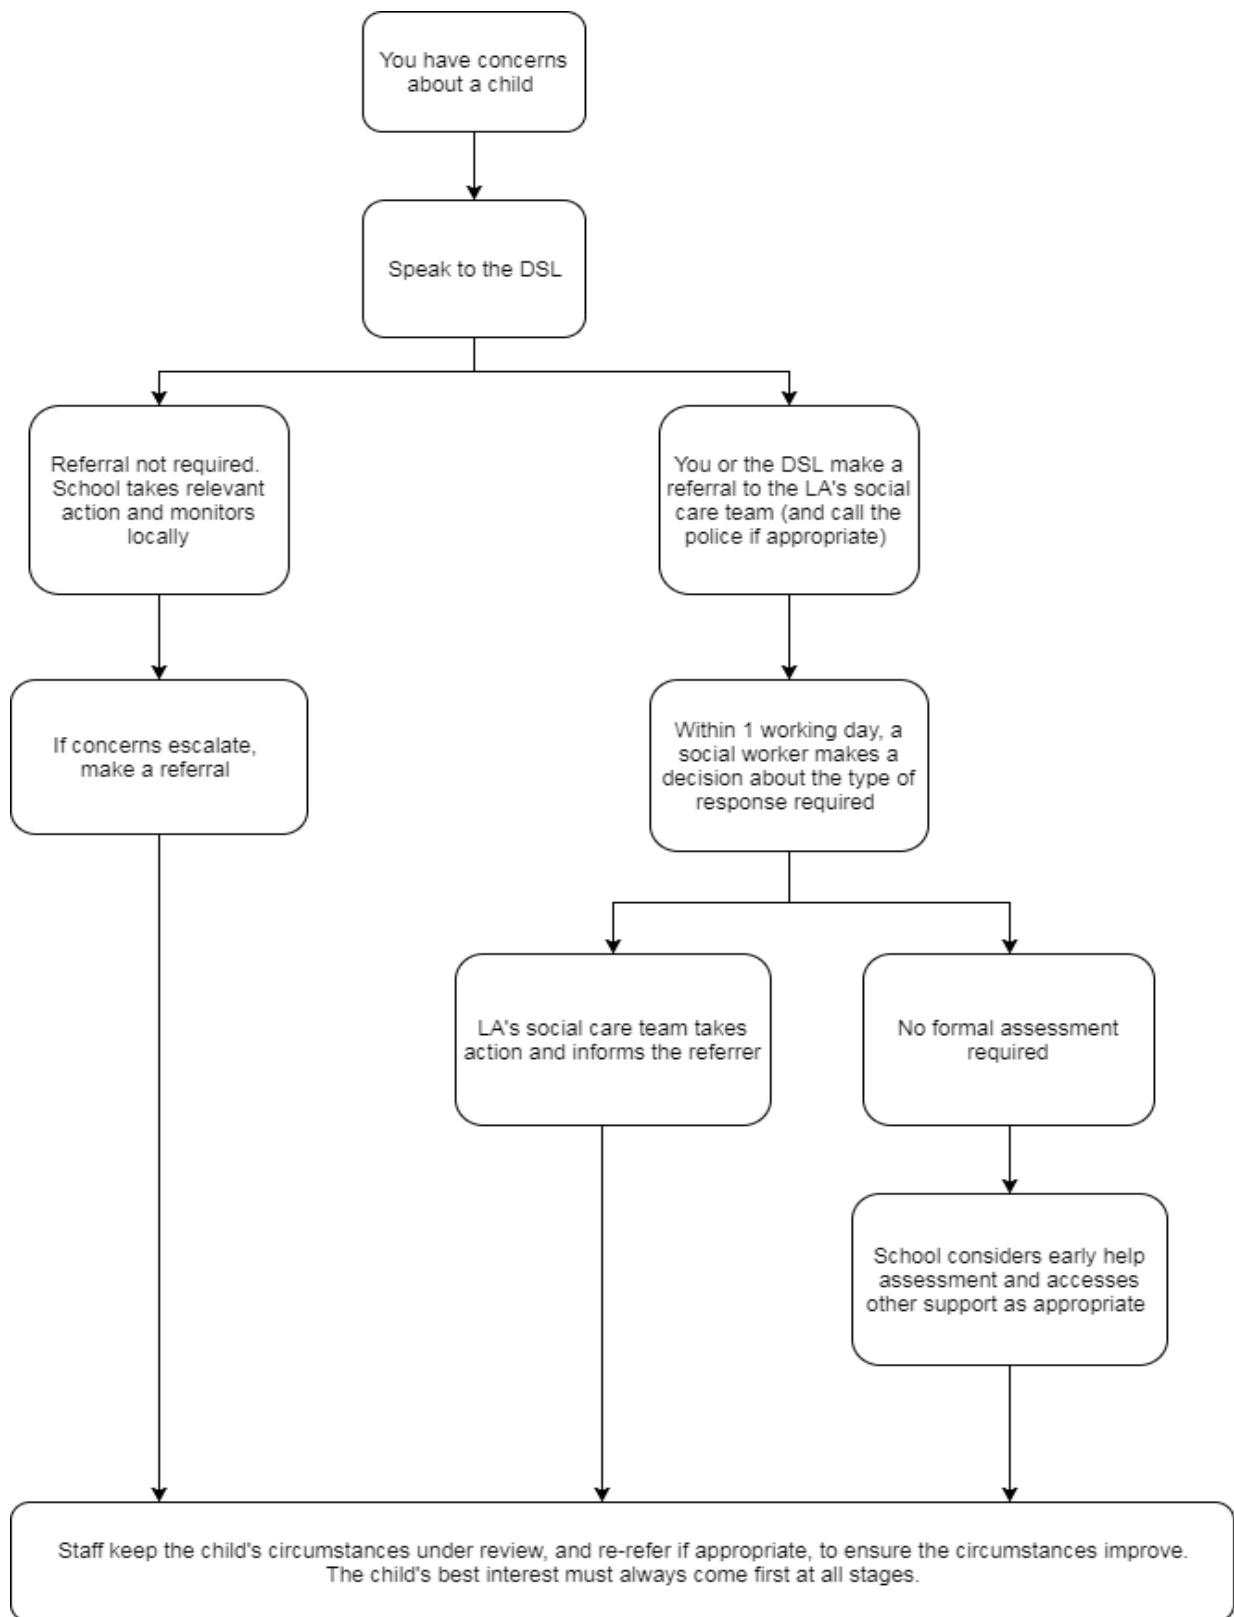 You have concerns
about a child
Speak to the DSL
Referral not required.
School takes relevant
action and monitors
locally
You or the DSL make a
referral to the LA's social
care team (and call the
police if appropriate)
If concerns escalate,
make a referral
Within 1 working day, a
social worker makes a
decision about the type of
response required
LA's social care team takes
action and informs the referrer
No formal assessment
required
School considers early help
assessment and accesses
other support as appropriate
Staff keep the child's circumstances under review, and re-refer if appropriate, to ensure the circumstances improve.
The child's best interest must always come first at all stages.